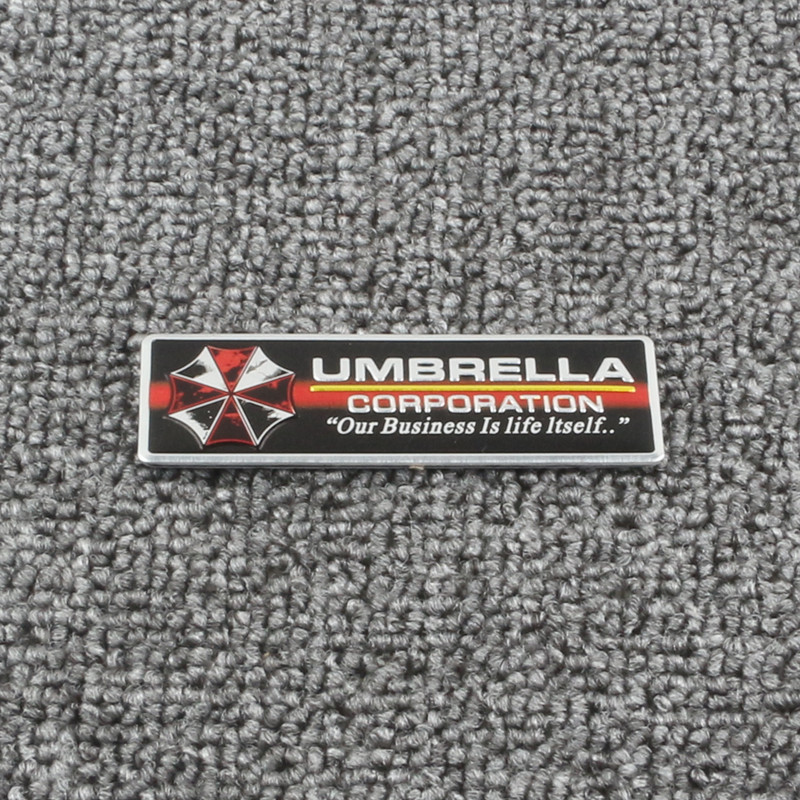 UMBRELLA
CORPORATION
“Our Business Is life Itself..”